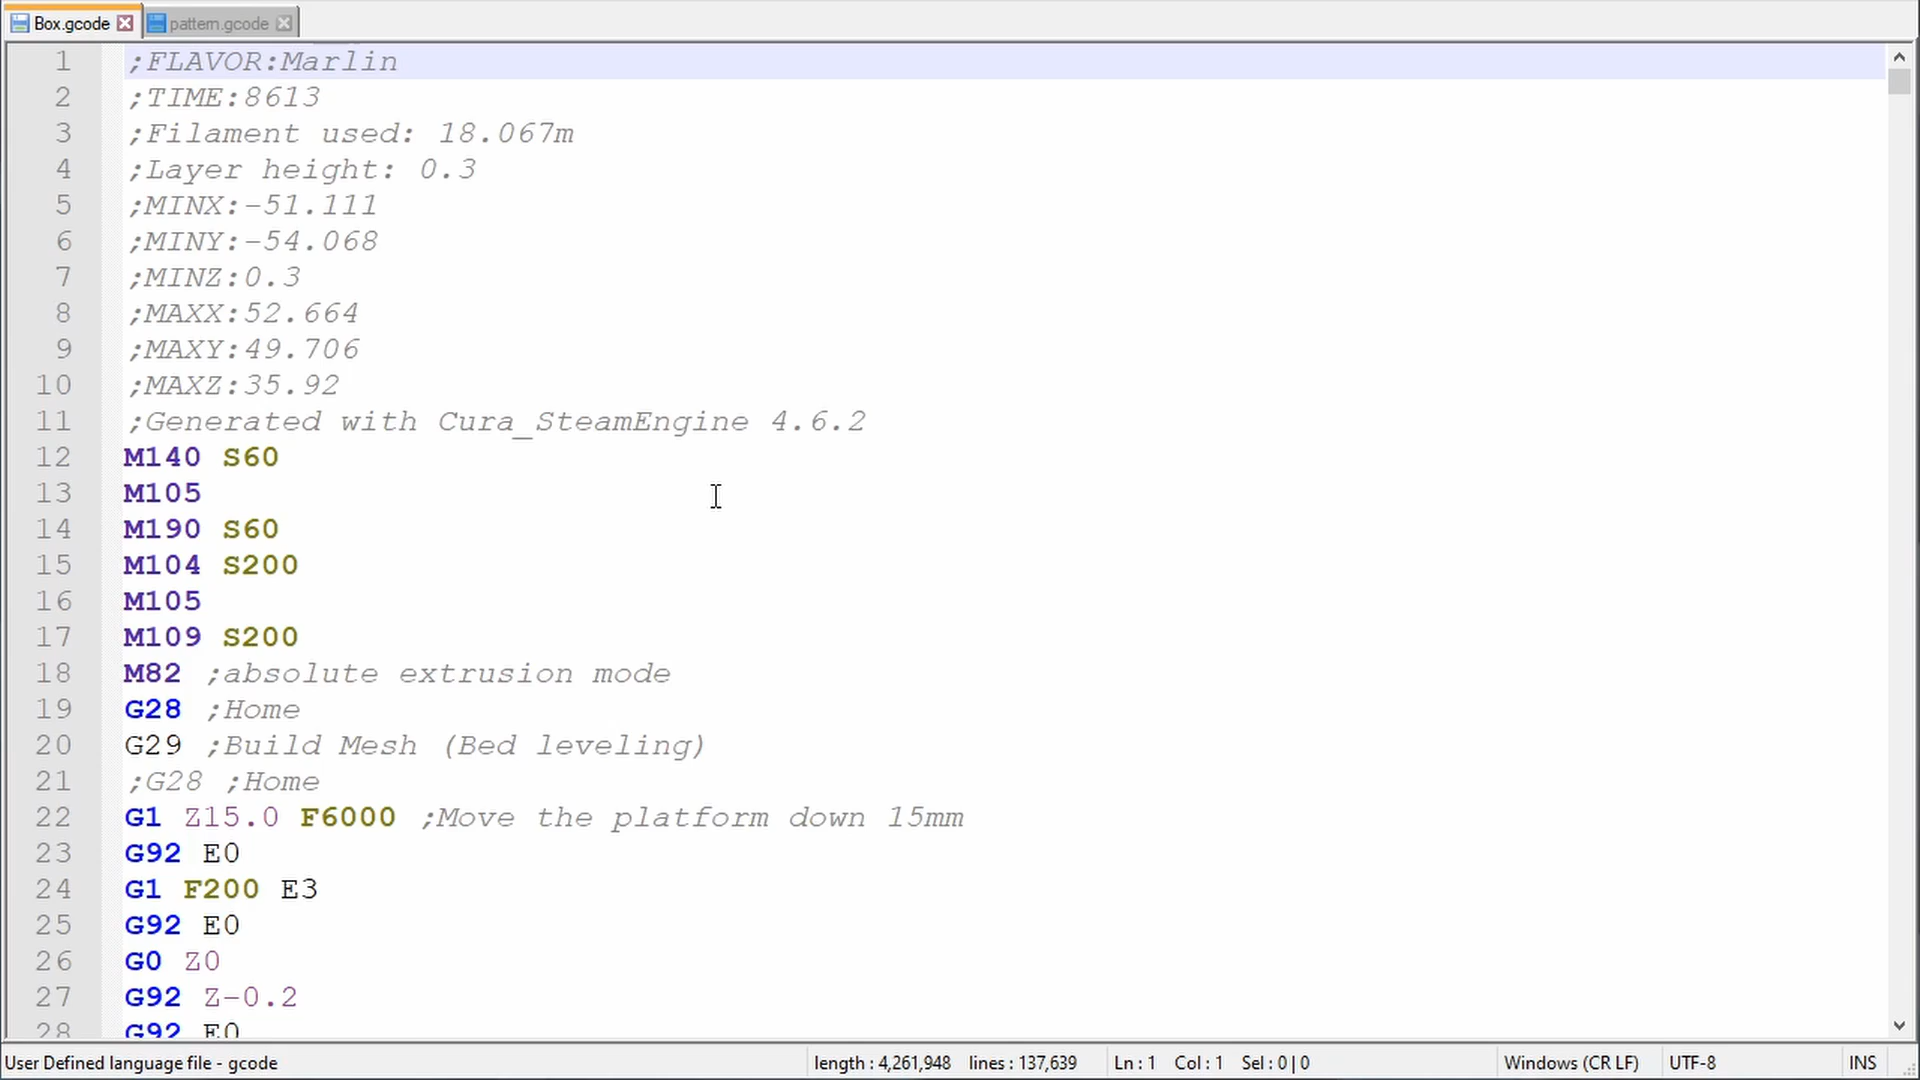 Box.gcode pattern.gcode
1 ;FLAVOR:Marlin
2 ;TIME:8613
3 ;Filament used: 18.067m
4 ;Layer height: 0.3
5 ;MINX:-51.111
6 ;MINY:-54.068
7 ;MINZ:0.3
8 ;MAXX:52.664
9 ;MAXY:49.706
10 ;MAXZ:35.92
11 ;Generated with Cura_SteamEngine 4.6.2
12 M140 S60
13 M105
14 M190 S60
15 M104 S200
16 M105
17 M109 S200
18 M82 ;absolute extrusion mode
19 G28 ;Home
20 G29 ;Build Mesh (Bed leveling)
21 ;G28 ;Home
22 G1 Z15.0 F6000 ;Move the platform down 15mm
23 G92 E0
24 G1 F200 E3
25 G92 E0
26 G0 Z0
27 G92 Z-0.2
28 G92 E0
User Defined language file - gcode length : 4,261,948 lines : 137,639 Ln : 1 Col : 1 Sel : 0 | 0 Windows (CR LF) UTF-8 INS